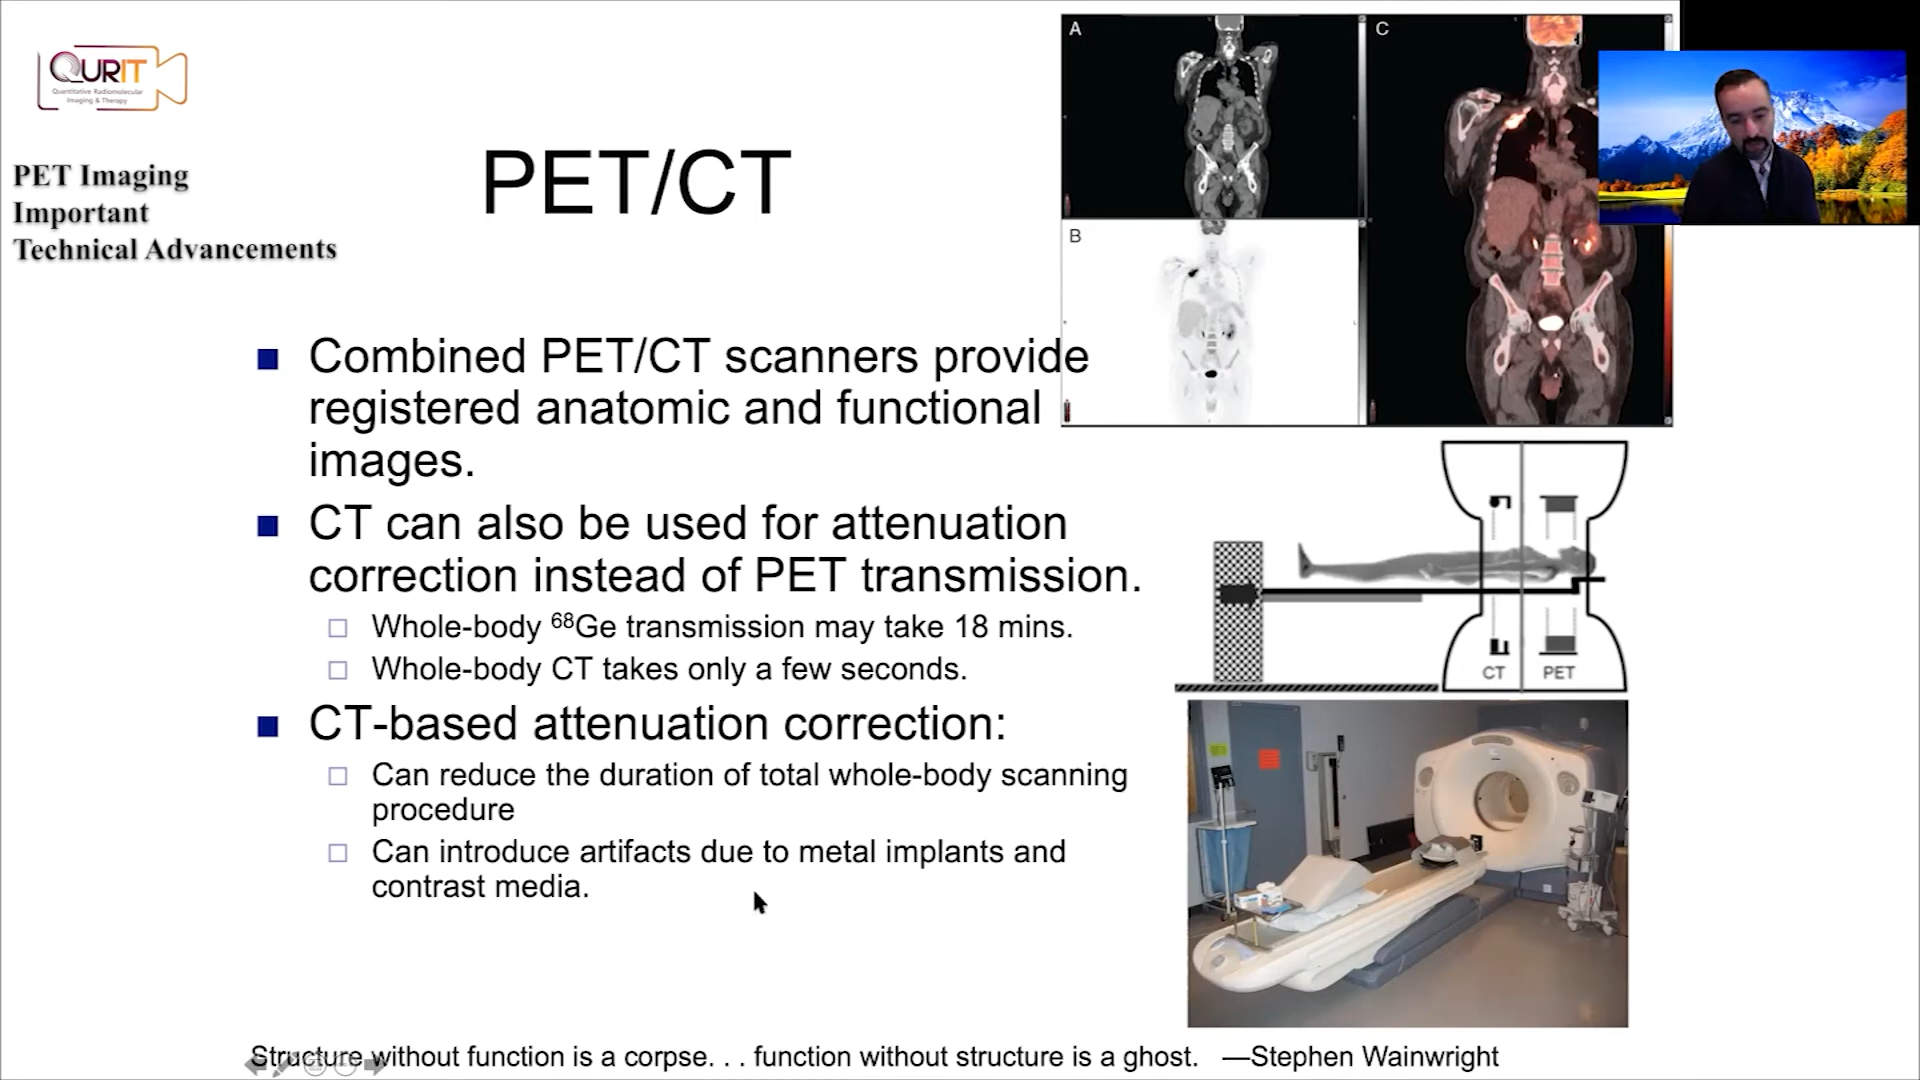 QURIT
Quantitative Radiomolecular
Imaging & Therapy
PET Imaging
Important
Technical Advancements
PET/CT
A
B
C
■ Combined PET/CT scanners provide
registered anatomic and functional
images.
■ CT can also be used for attenuation
correction instead of PET transmission.
□ Whole-body ⁶⁸Ge transmission may take 18 mins.
□ Whole-body CT takes only a few seconds.
■ CT-based attenuation correction:
□ Can reduce the duration of total whole-body scanning
procedure
□ Can introduce artifacts due to metal implants and
contrast media.
CT PET
Structure without function is a corpse. . . function without structure is a ghost. —Stephen Wainwright